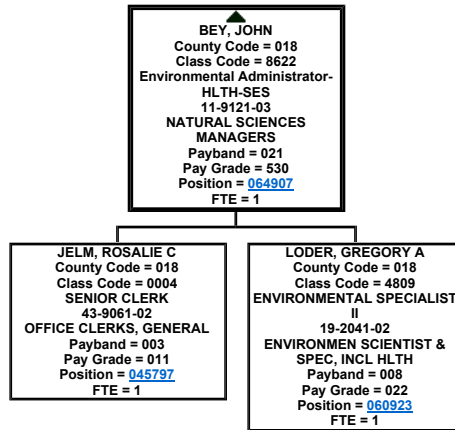 BEY, JOHN
County Code = 018
Class Code = 8622
Environmental Administrator-
HLTH-SES
11-9121-03
NATURAL SCIENCES
MANAGERS
Payband = 021
Pay Grade = 530
Position = 064907
FTE = 1
JELM, ROSALIE C
County Code = 018
Class Code = 0004
SENIOR CLERK
43-9061-02
OFFICE CLERKS, GENERAL
Payband = 003
Pay Grade = 011
Position = 045797
FTE = 1
LODER, GREGORY A
County Code = 018
Class Code = 4809
ENVIRONMENTAL SPECIALIST
II
19-2041-02
ENVIRONMEN SCIENTIST &
SPEC, INCL HLTH
Payband = 008
Pay Grade = 022
Position = 060923
FTE = 1